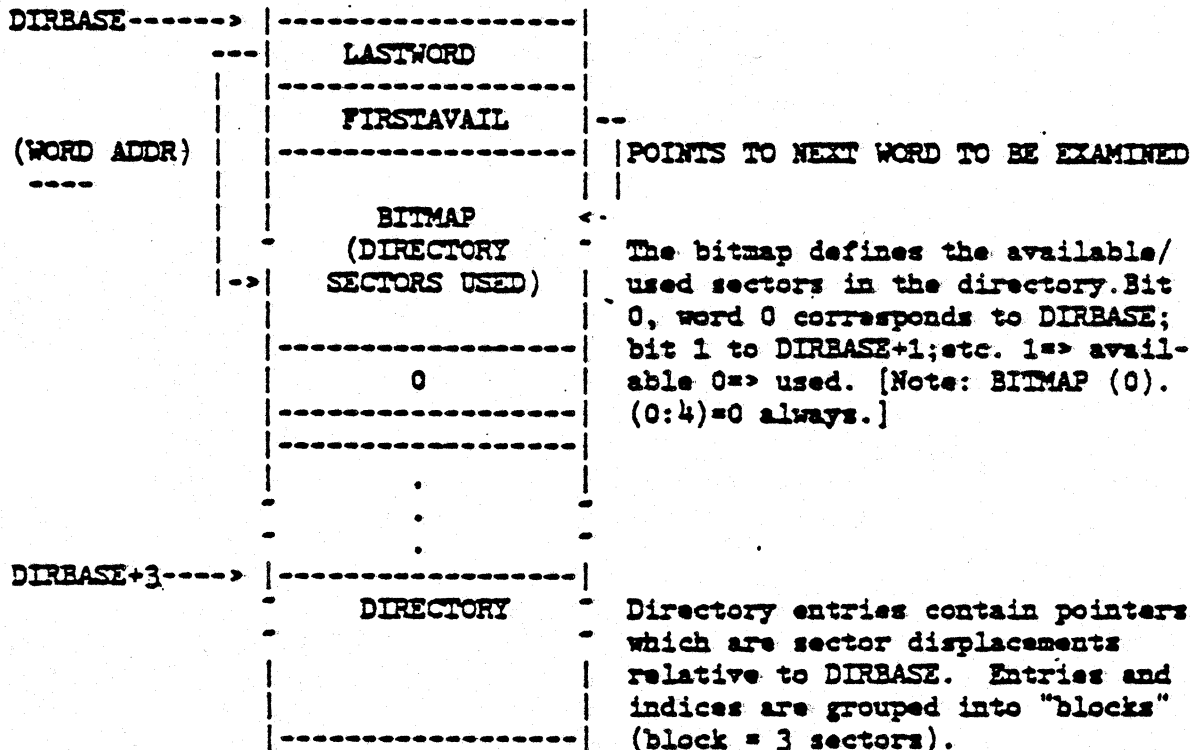 DIRBASE------> |------------------|
LASTWORD
FIRSTAVAIL
(WORD ADDR)
POINTS TO NEXT WORD TO BE EXAMINED
BITMAP
(DIRECTORY
SECTORS USED)
The bitmap defines the available/
used sectors in the directory.Bit
0, word 0 corresponds to DIRBASE;
bit 1 to DIRBASE+1;etc. 1=> avail-
able 0=> used. [Note: BITMAP (0).
(0:4)=0 always.]
0
DIRBASE+3----> |------------------|
DIRECTORY
Directory entries contain pointers
which are sector displacements
relative to DIRBASE. Entries and
indices are grouped into "blocks"
(block = 3 sectors).